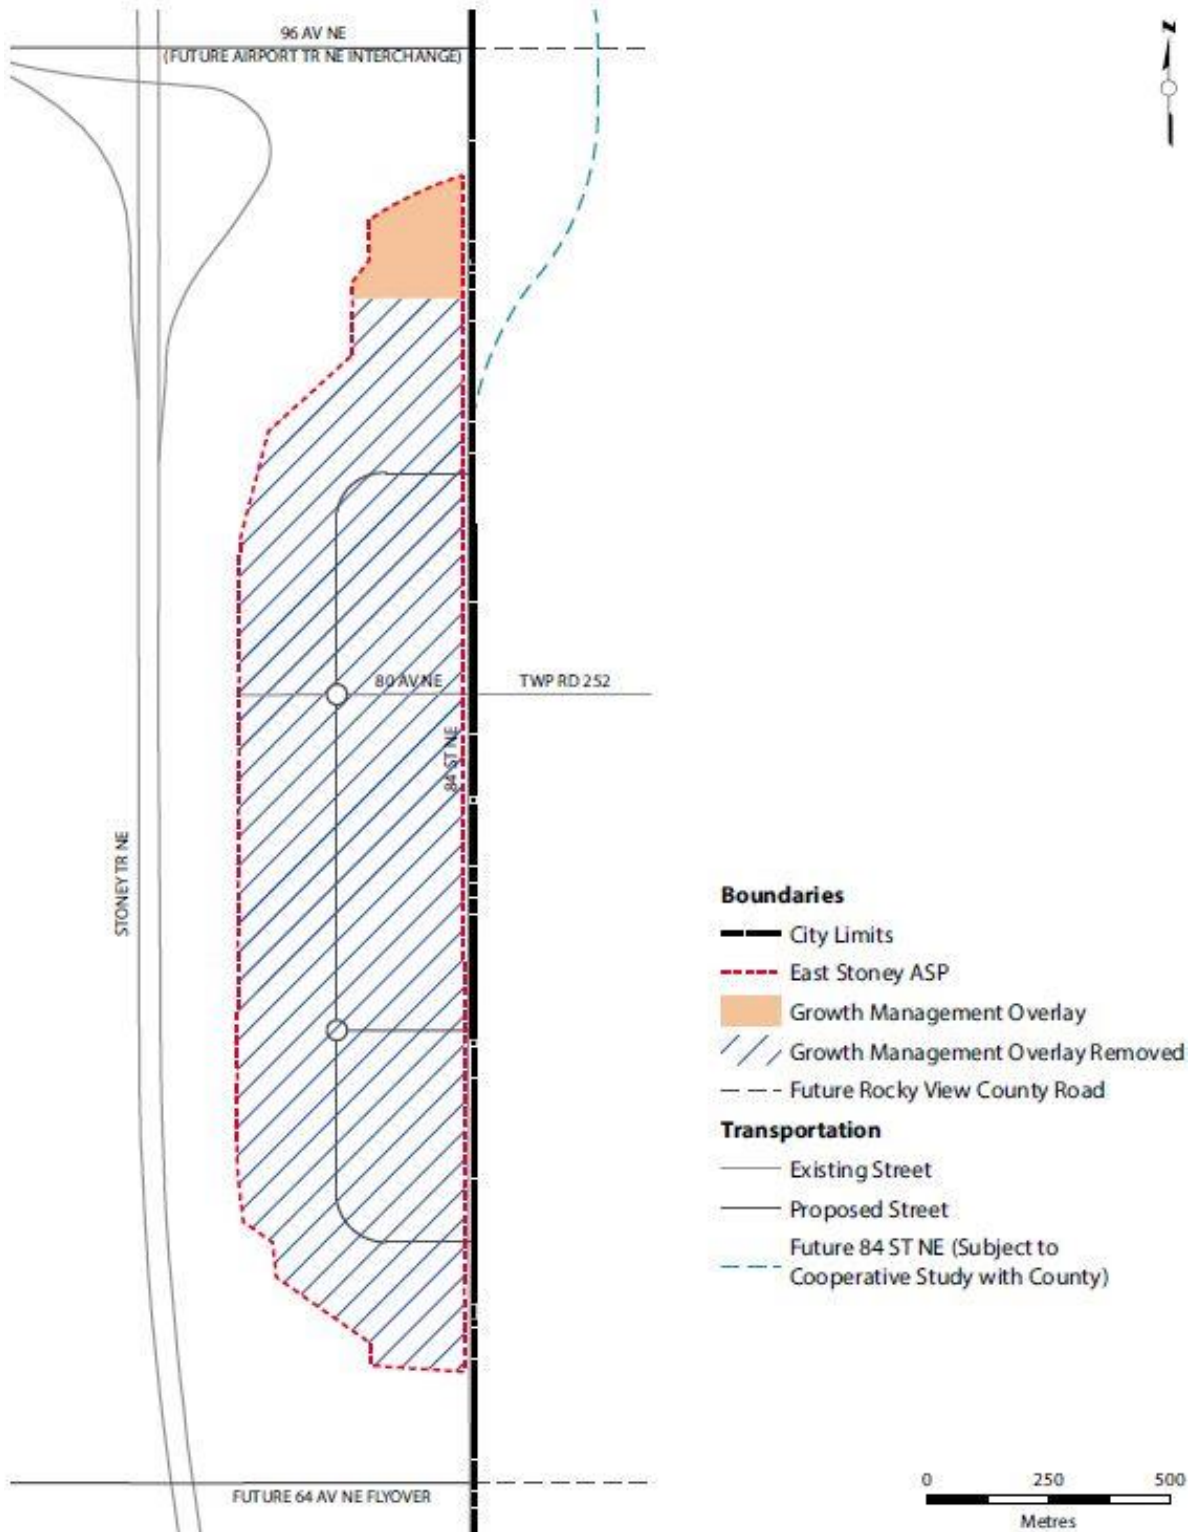 96 AV NE
(FUTURE AIRPORT TR NE INTERCHANGE)
N
80 AV NE
TWP RD 252
84 ST NE
STONEY TR NE
FUTURE 64 AV NE FLYOVER
Boundaries
City Limits
East Stoney ASP
Growth Management Overlay
Growth Management Overlay Removed
Future Rocky View County Road
Transportation
Existing Street
Proposed Street
Future 84 ST NE (Subject to
Cooperative Study with County)
0 250 500
Metres